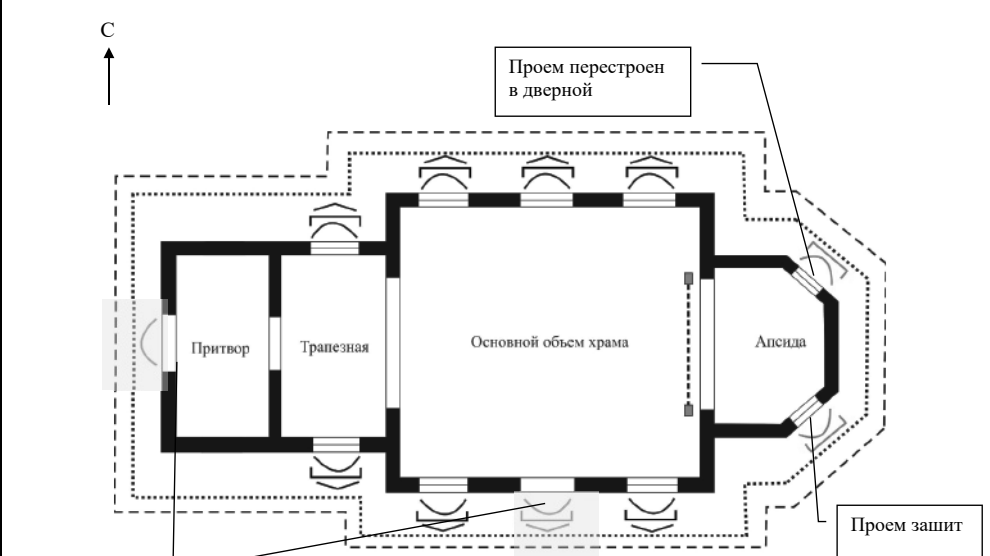 С
Проем перестроен
в дверной
Притвор
Трапезная
Основной объем храма
Апсида
Проем зашит